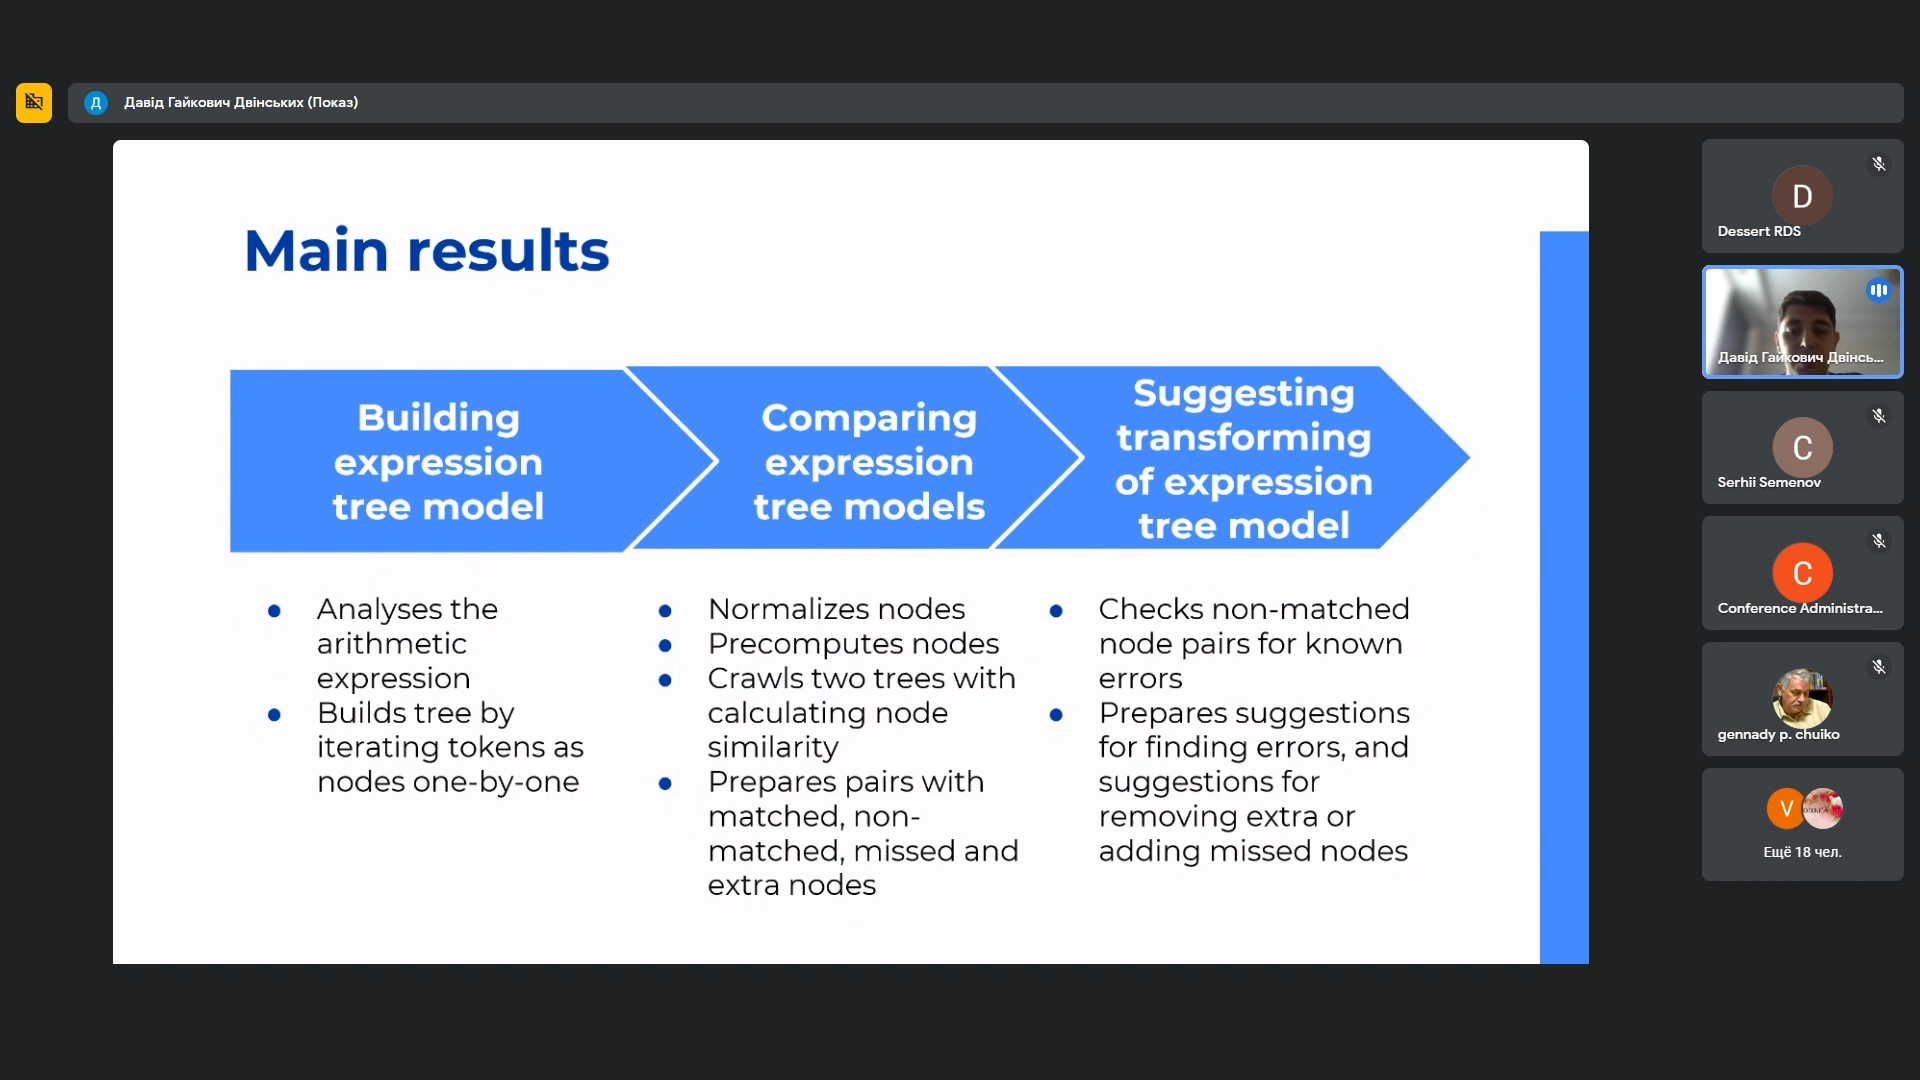 Д Давід Гайкович Двінських (Показ)
Main results
Building
expression
tree model
Comparing
expression
tree models
Suggesting
transforming
of expression
tree model
● Analyses the
arithmetic
expression
● Builds tree by
iterating tokens as
nodes one-by-one
● Normalizes nodes
● Precomputes nodes
● Crawls two trees with
calculating node
similarity
● Prepares pairs with
matched, non-
matched, missed and
extra nodes
● Checks non-matched
node pairs for known
errors
● Prepares suggestions
for finding errors, and
suggestions for
removing extra or
adding missed nodes
D
Dessert RDS
Давід Гайкович Двінсь...
C
Serhii Semenov
C
Conference Administra...
gennady p. chuiko
V
Ещё 18 чел.